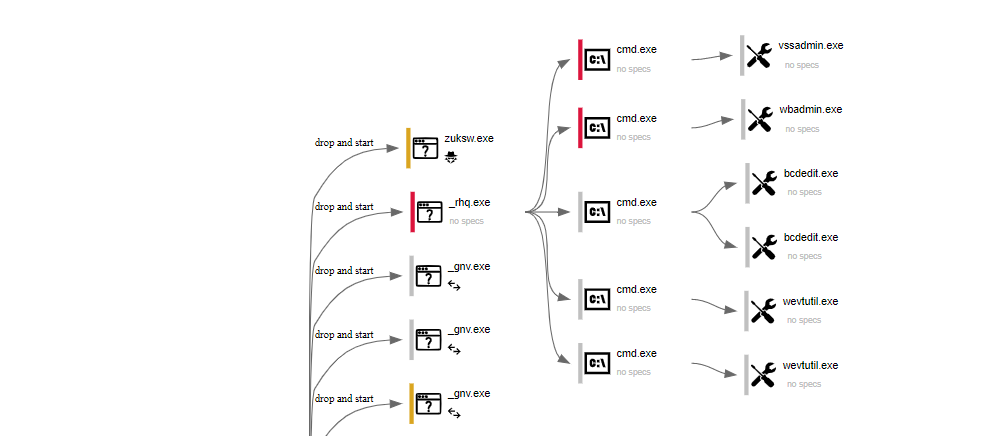 cmd.exe
no specs
vssadmin.exe
no specs
cmd.exe
no specs
wbadmin.exe
no specs
drop and start
zuksw.exe
drop and start
_rhq.exe
no specs
cmd.exe
no specs
bcdedit.exe
no specs
bcdedit.exe
no specs
drop and start
_gnv.exe
cmd.exe
no specs
wevtutil.exe
no specs
drop and start
_gnv.exe
cmd.exe
no specs
wevtutil.exe
no specs
drop and start
_gnv.exe